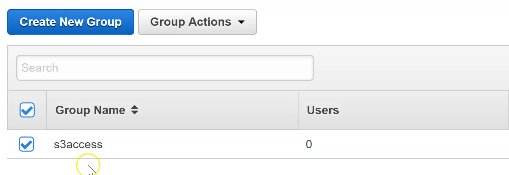 Create New Group Group Actions
Search
Group Name Users
s3access 0